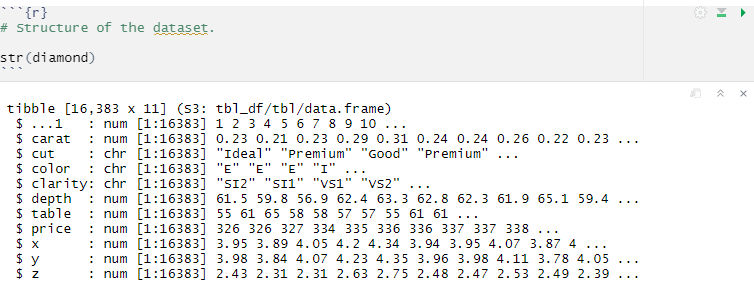 ```{r}
# Structure of the dataset.
str(diamond)
```
tibble [16,383 x 11] (S3: tbl_df/tbl/data.frame)
 $ ...1   : num [1:16383] 1 2 3 4 5 6 7 8 9 10 ...
 $ carat  : num [1:16383] 0.23 0.21 0.23 0.29 0.31 0.24 0.24 0.26 0.22 0.23 ...
 $ cut    : chr [1:16383] "Ideal" "Premium" "Good" "Premium" ...
 $ color  : chr [1:16383] "E" "E" "E" "I" ...
 $ clarity: chr [1:16383] "SI2" "SI1" "VS1" "VS2" ...
 $ depth  : num [1:16383] 61.5 59.8 56.9 62.4 63.3 62.8 62.3 61.9 65.1 59.4 ...
 $ table  : num [1:16383] 55 61 65 58 58 57 57 55 61 61 ...
 $ price  : num [1:16383] 326 326 327 334 335 336 336 337 337 338 ...
 $ x      : num [1:16383] 3.95 3.89 4.05 4.2 4.34 3.94 3.95 4.07 3.87 4 ...
 $ y      : num [1:16383] 3.98 3.84 4.07 4.23 4.35 3.96 3.98 4.11 3.78 4.05 ...
 $ z      : num [1:16383] 2.43 2.31 2.31 2.63 2.75 2.48 2.47 2.53 2.49 2.39 ...